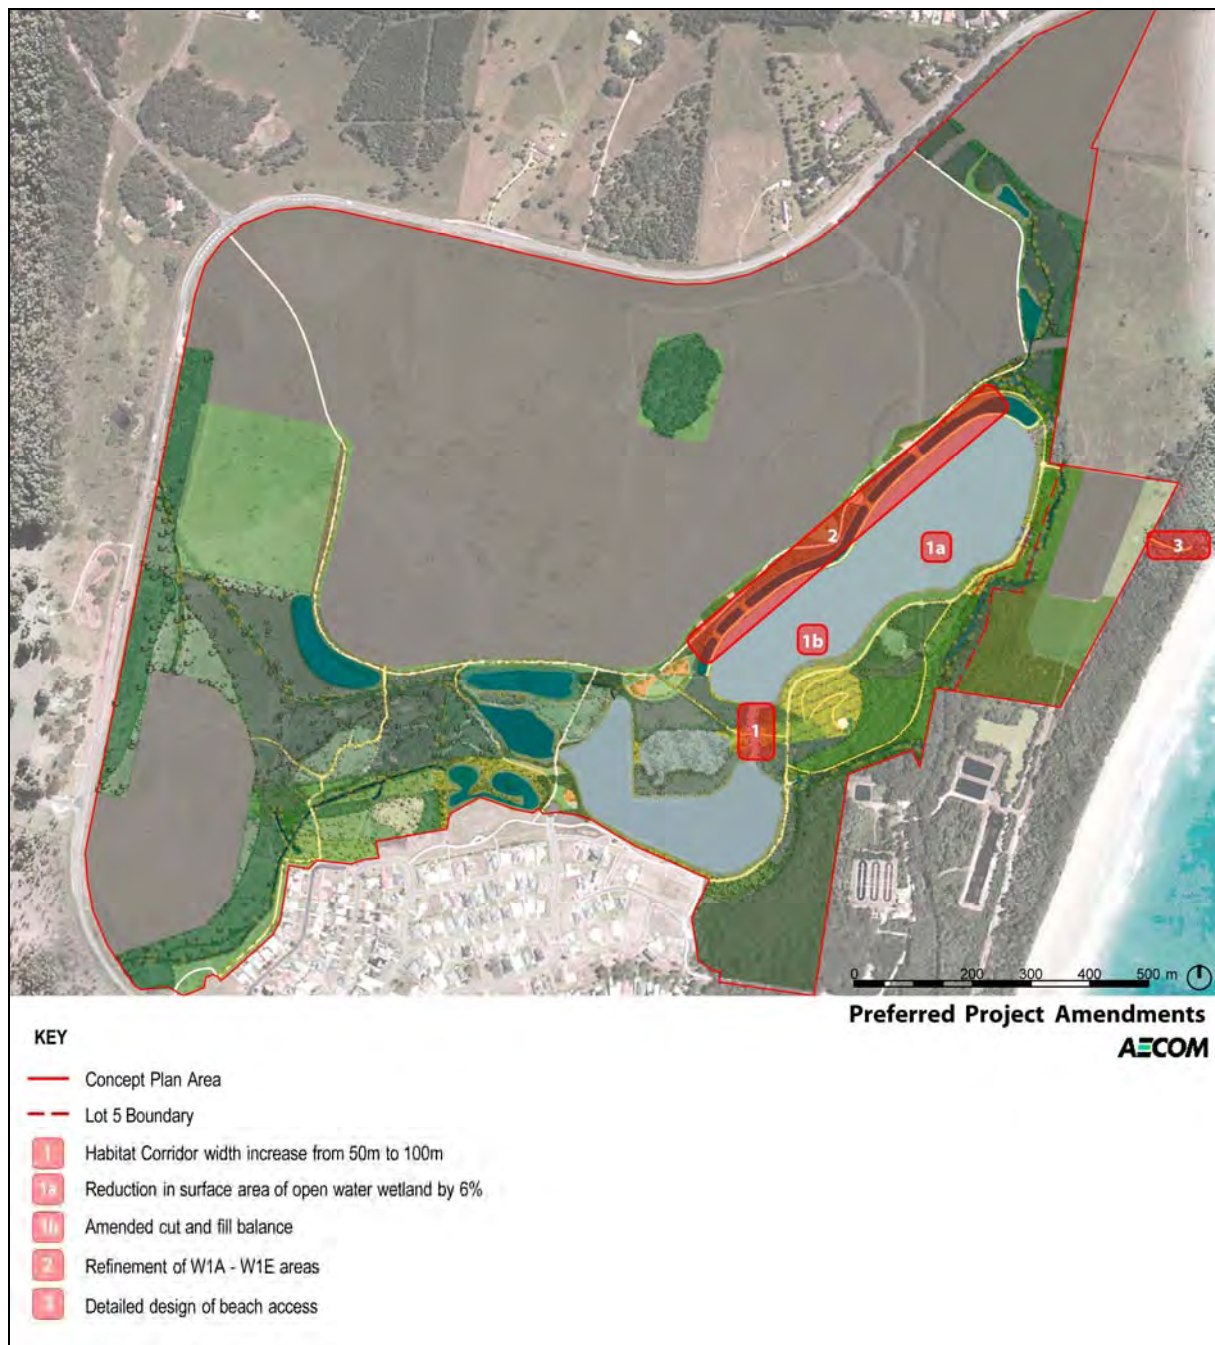 2
1a
3
1b
1
0 200 300 400 500 m
Preferred Project Amendments
AECOM
KEY
Concept Plan Area
Lot 5 Boundary
1 Habitat Corridor width increase from 50m to 100m
1a Reduction in surface area of open water wetland by 6%
1b Amended cut and fill balance
2 Refinement of W1A - W1E areas
3 Detailed design of beach access